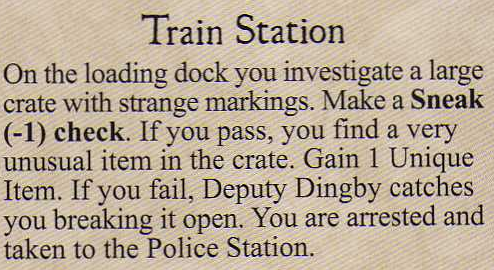 Train Station
On the loading dock you investigate a large
crate with strange markings. Make a Sneak
(-1) check. If you pass, you find a very
unusual item in the crate. Gain 1 Unique
Item. If you fail, Deputy Dingby catches
you breaking it open. You are arrested and
taken to the Police Station.